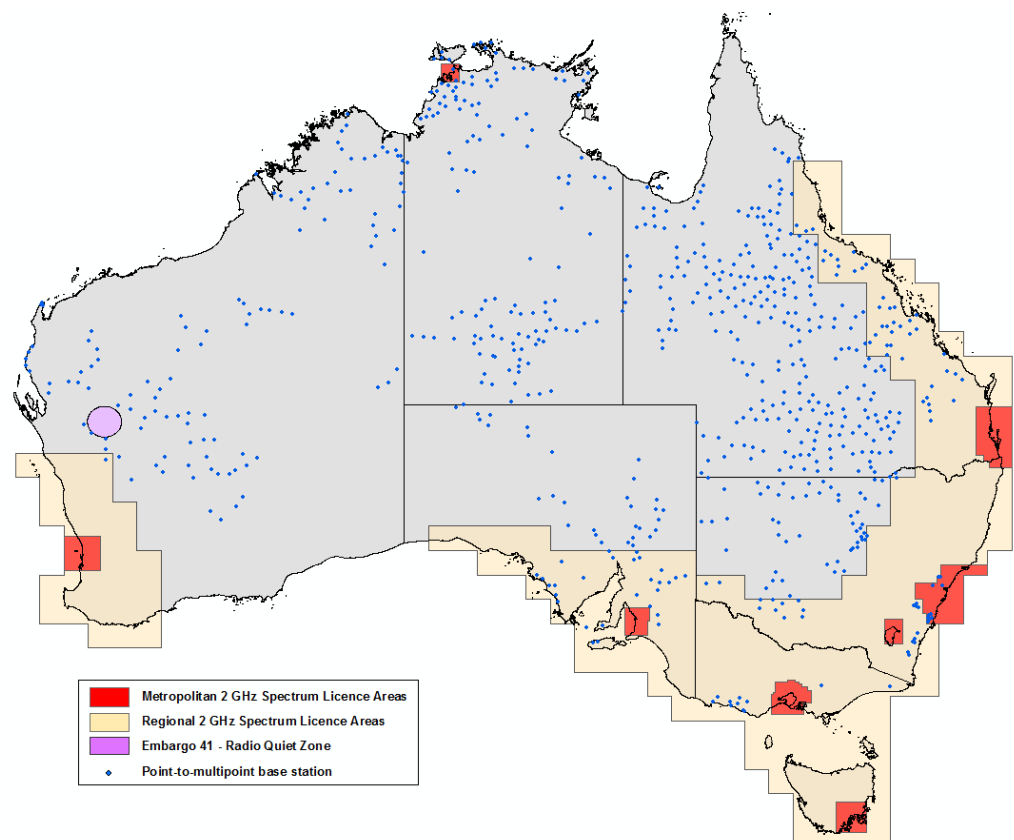 Metropolitan 2 GHz Spectrum Licence Areas
Regional 2 GHz Spectrum Licence Areas
Embargo 41 - Radio Quiet Zone
Point-to-multipoint base station